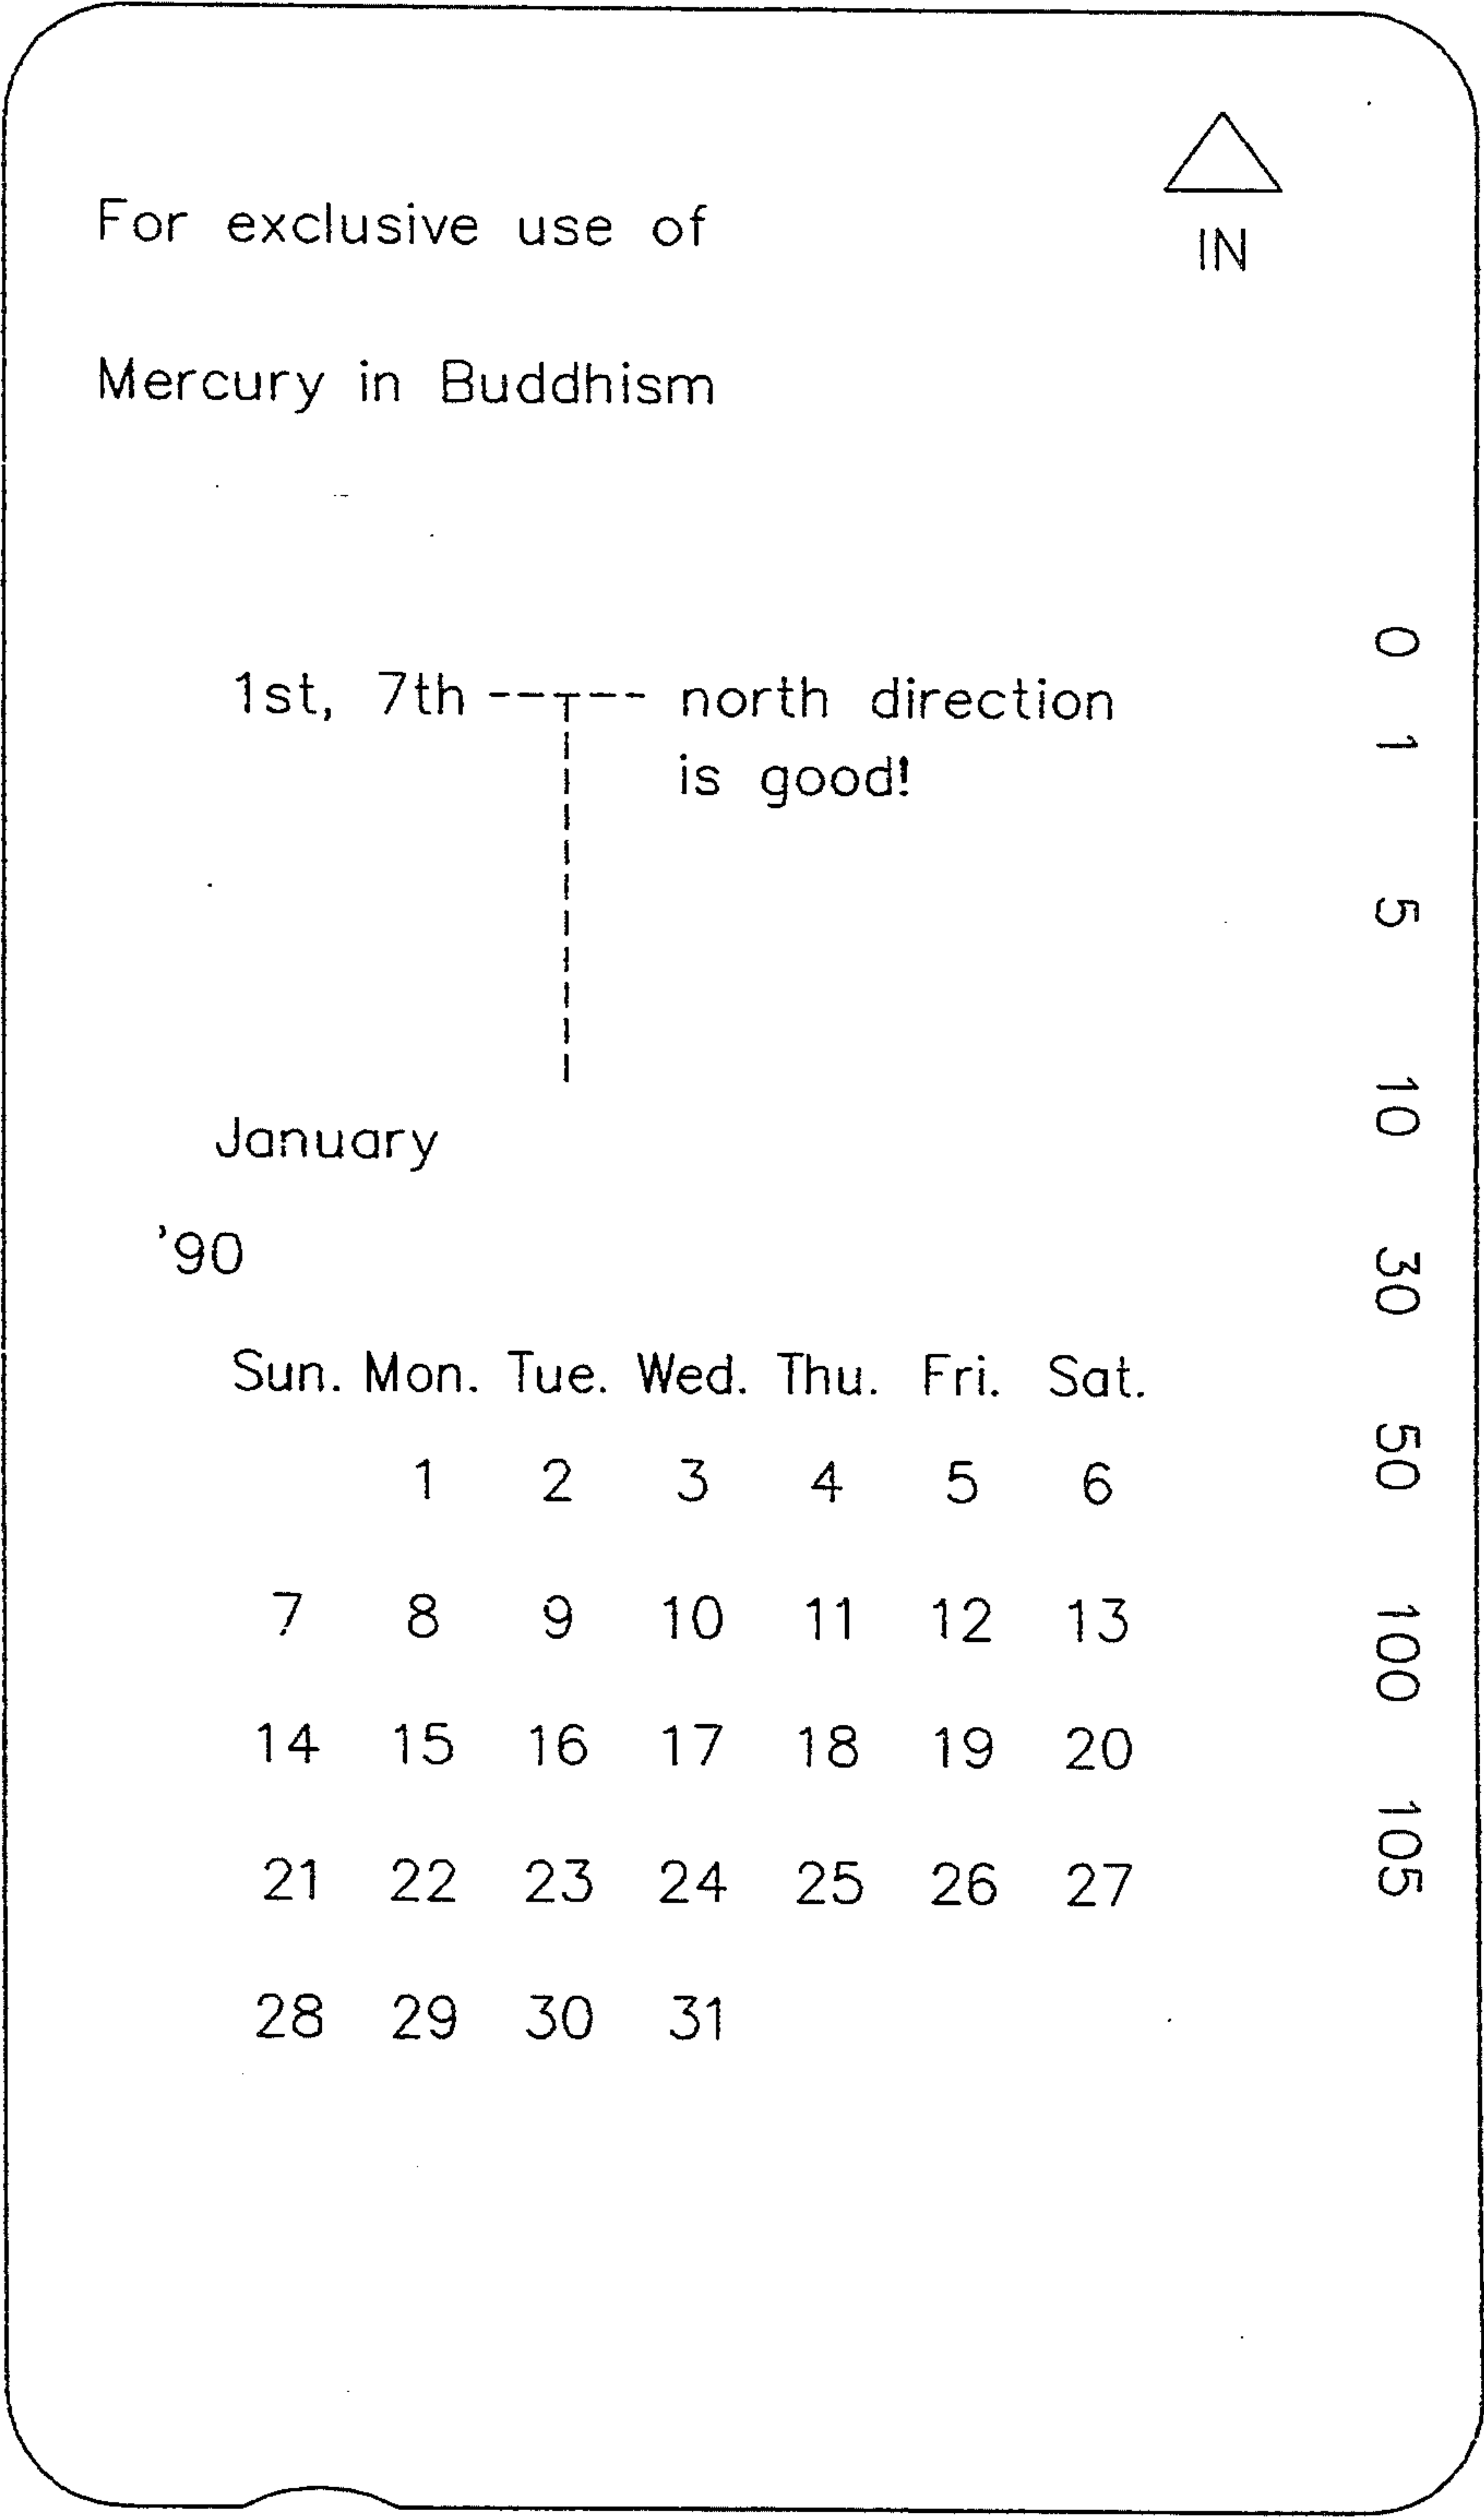 IN
For exclusive use of
Mercury in Buddhism
1st, 7th ------ north direction
is good!
January
'90
Sun. Mon. Tue. Wed. Thu. Fri. Sat.
1 2 3 4 5 6
7 8 9 10 11 12 13
14 15 16 17 18 19 20
21 22 23 24 25 26 27
28 29 30 31
0 1 5 10 30 50 100 105